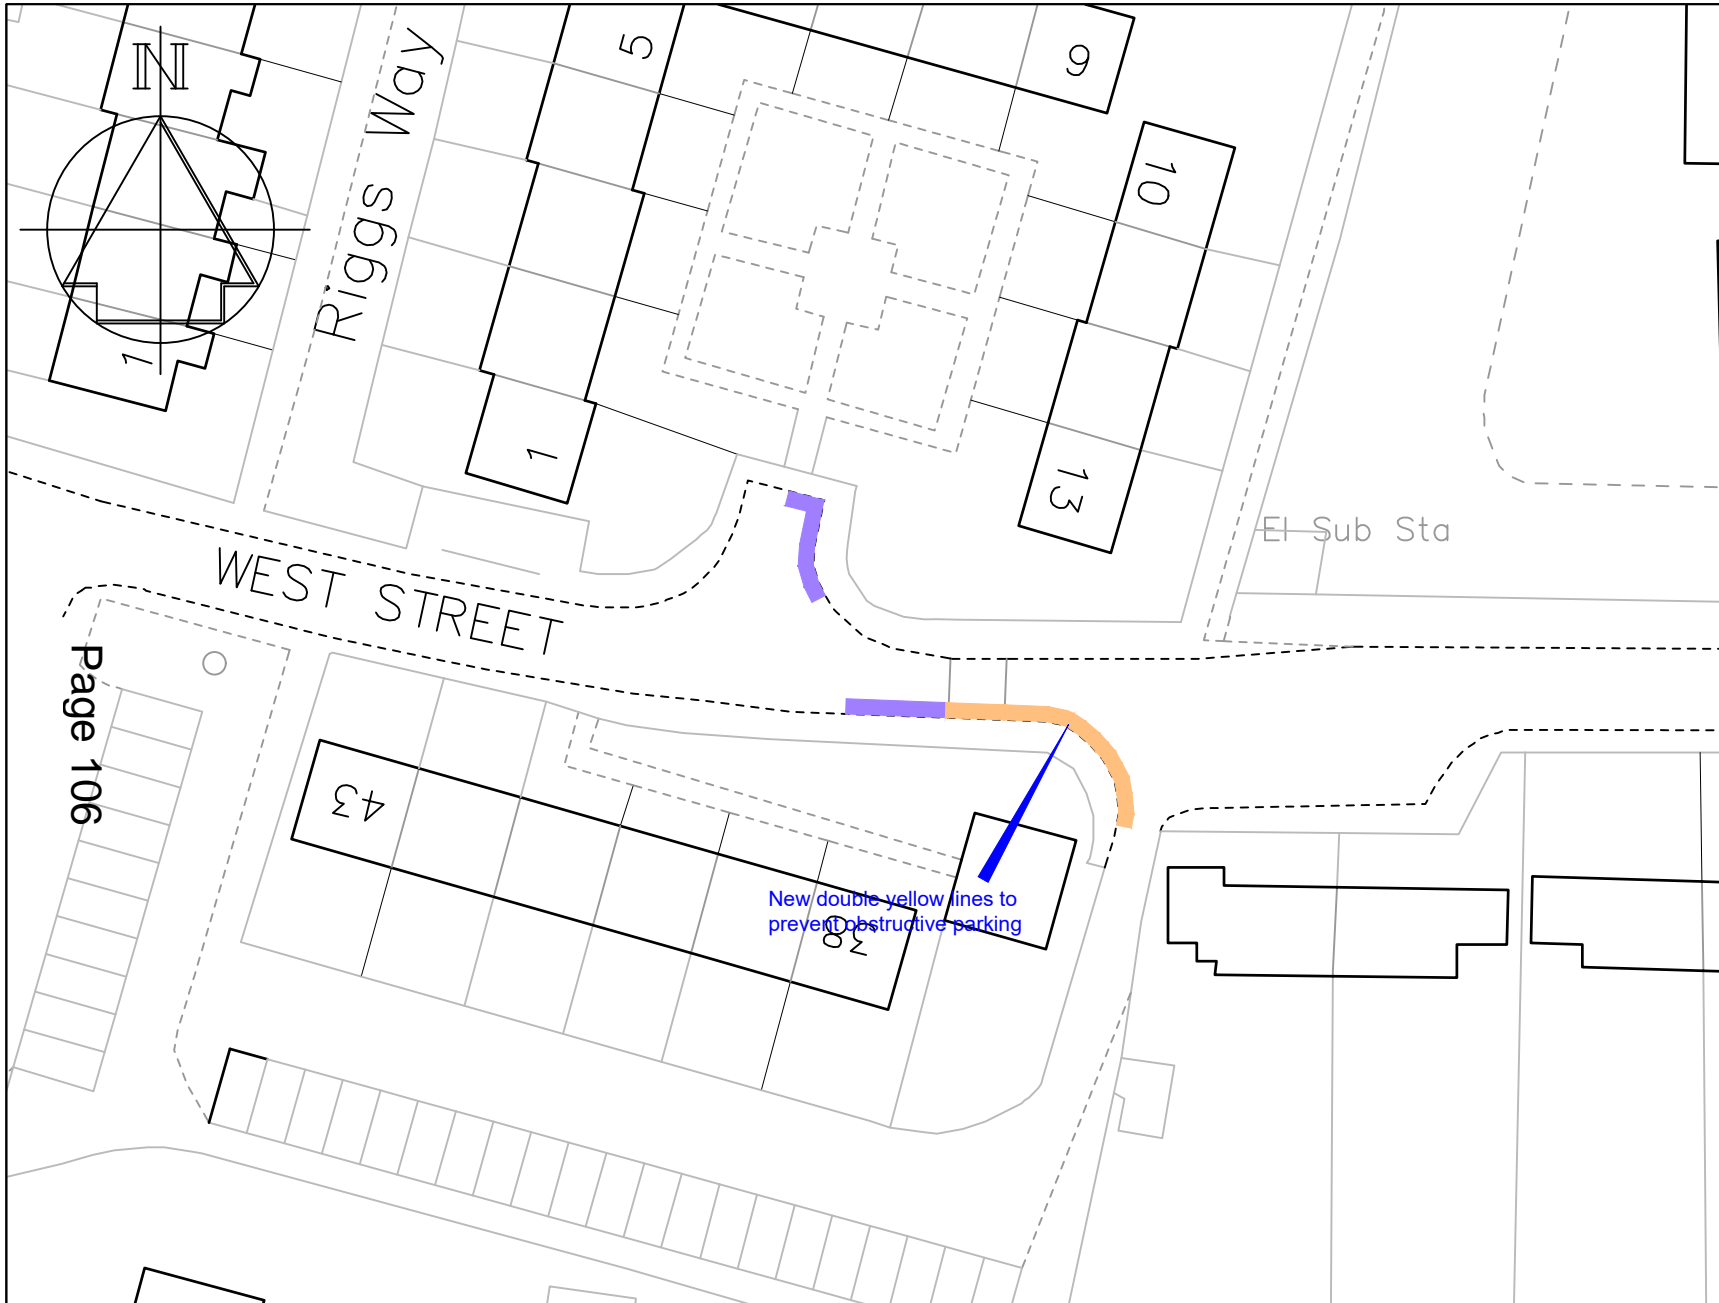 N
5
9
Riggs Way
10
1
1
13
El Sub Sta
WEST STREET
Page 106
43
New double yellow lines to
prevent obstructive parking
38